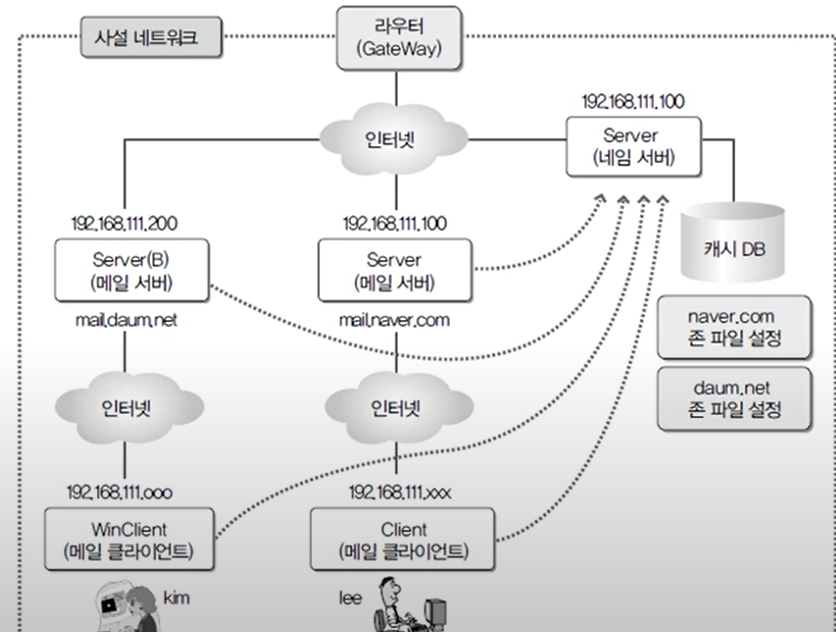 사설 네트워크
라우터
(GateWay)
인터넷
192.168.111.100
Server
(네임 서버)
캐시 DB
naver.com
존 파일 설정
daum.net
존 파일 설정
192.168.111.200
Server(B)
(메일 서버)
mail.daum.net
192.168.111.100
Server
(메일 서버)
mail.naver.com
인터넷
인터넷
192.168.111.ooo
WinClient
(메일 클라이언트)
kim
192.168.111.xxx
Client
(메일 클라이언트)
lee